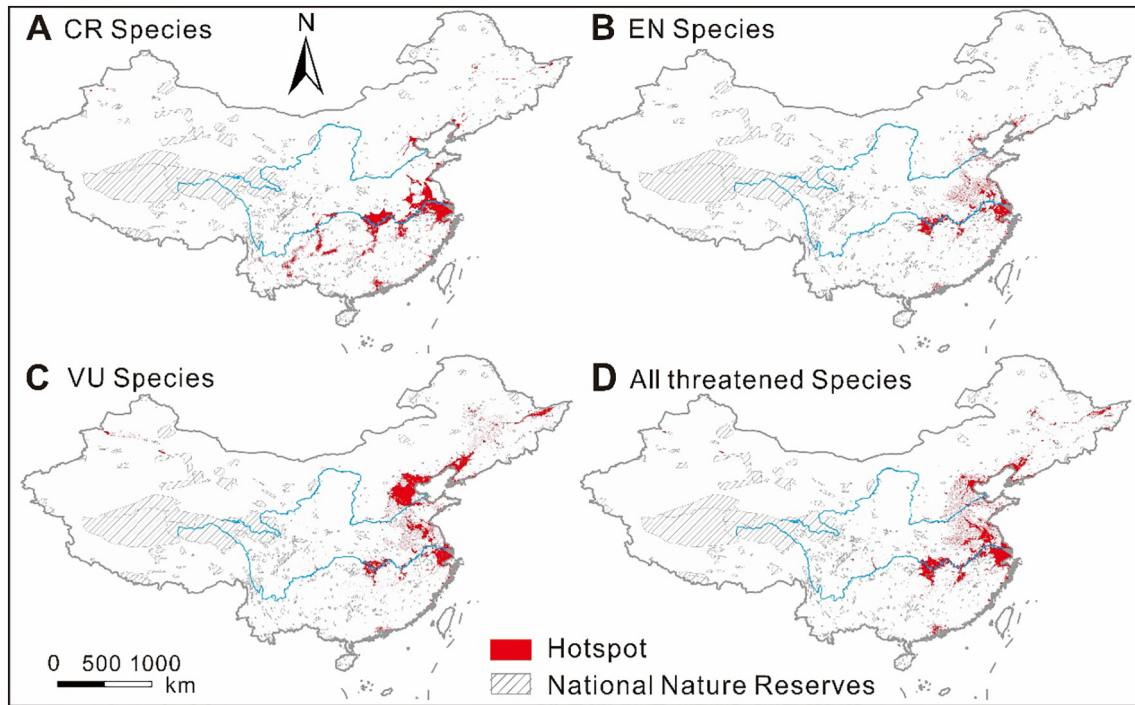 A CR Species
N
B EN Species
C VU Species
D All threatened Species
0 500 1000
km
Hotspot
National Nature Reserves